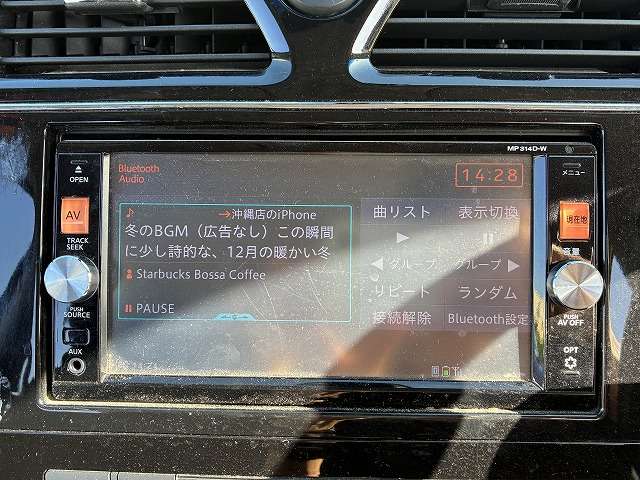 MP314D-W
OPEN
AV
TRACK
SEEK
PUSH
SOURCE
AUX
Bluetooth
Audio
14:28
→沖縄店のiPhone
冬のBGM（広告なし）この瞬間
に少し詩的な、12月の暖かい冬
Starbucks Bossa Coffee
PAUSE
曲リスト 表示切換
グループ グループ
リピート ランダム
接続解除 Bluetooth設定
メニュー
現在地
音量
PUSH
AV OFF
OPT